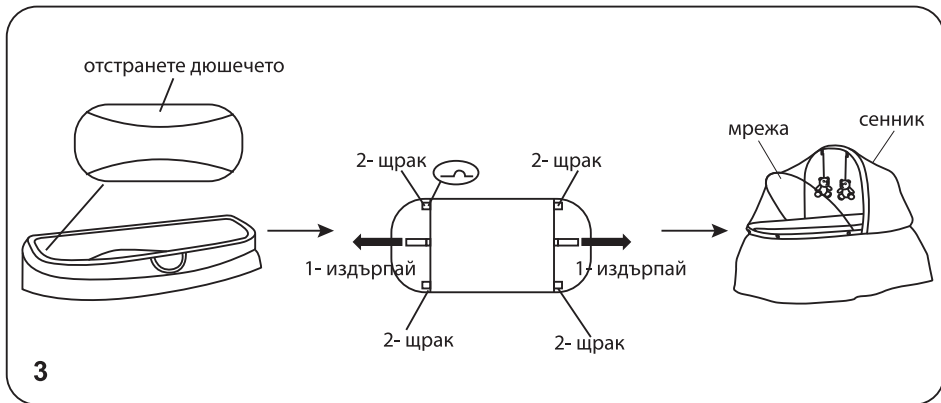 отстранете дюшечето
2- щрак
2- щрак
мрежа
сенник
1- издърпай
1- издърпай
2- щрак
2- щрак
3